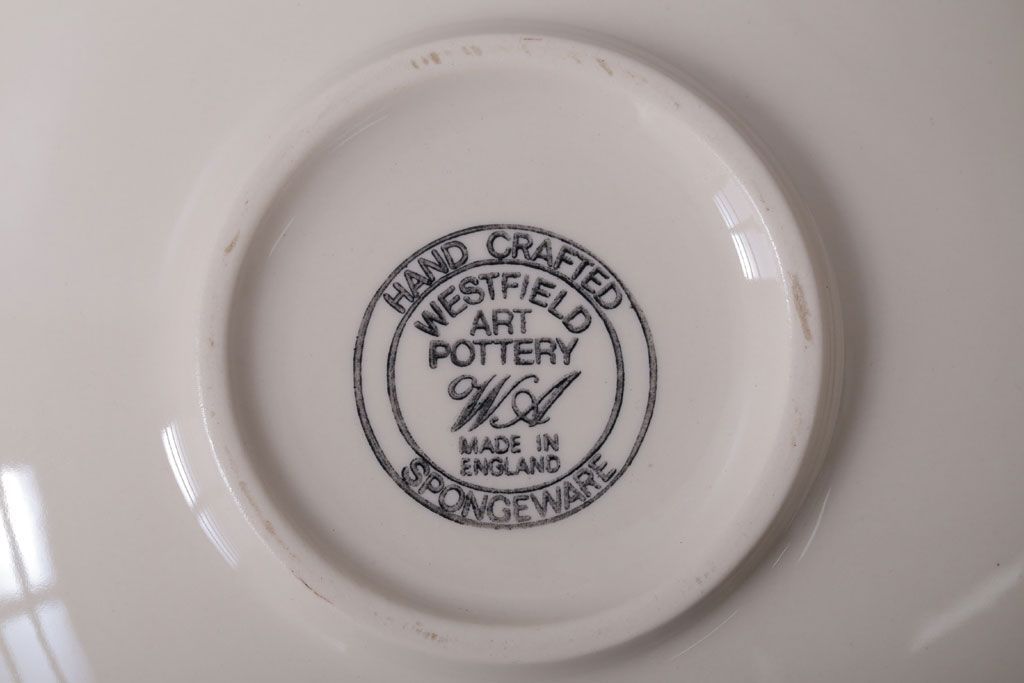 HAND CRAFTED
WESTFIELD
ART
POTTERY
WA
MADE IN
ENGLAND
SPONGEWARE